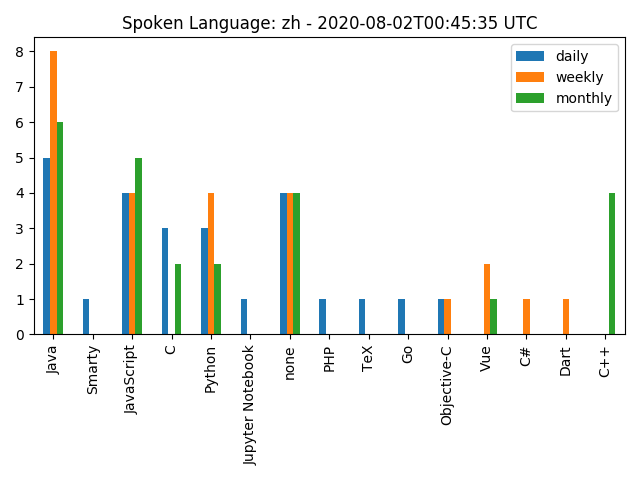 Spoken Language: zh - 2020-08-02T00:45:35 UTC
daily
weekly
monthly
8
7
6
5
4
3
2
1
0
Java
Smarty
JavaScript
C
Python
Jupyter Notebook
none
PHP
TeX
Go
Objective-C
Vue
C#
Dart
C++